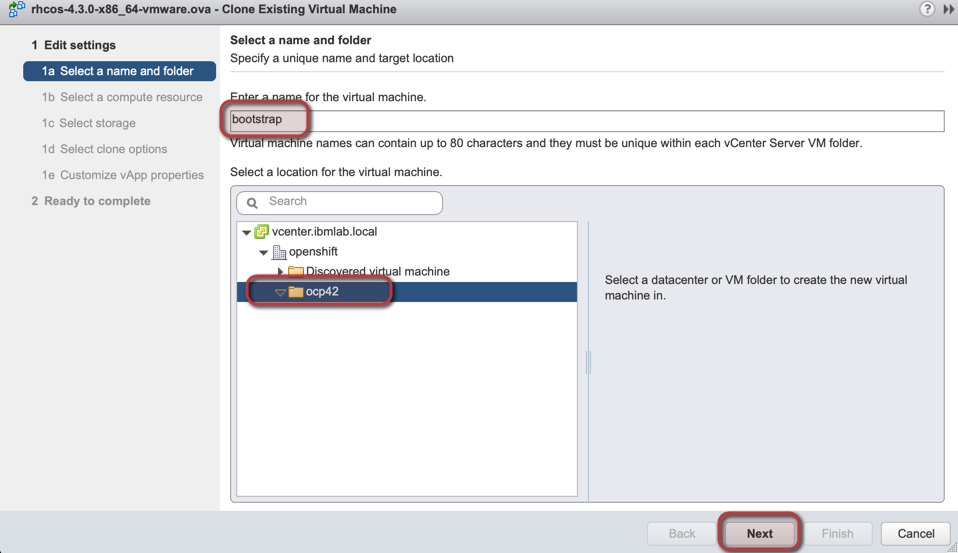 rhcos-4.3.0-x86_64-vmware.ova - Clone Existing Virtual Machine
1 Edit settings
1a Select a name and folder
1b Select a compute resource
1c Select storage
1d Select clone options
1e Customize vApp properties
2 Ready to complete
Select a name and folder
Specify a unique name and target location
Enter a name for the virtual machine.
bootstrap
Virtual machine names can contain up to 80 characters and they must be unique within each vCenter Server VM folder.
Select a location for the virtual machine.
Search
vcenter.ibmlab.local
openshift
Discovered virtual machine
ocp42
Select a datacenter or VM folder to create the new virtual
machine in.
Back Next Finish Cancel